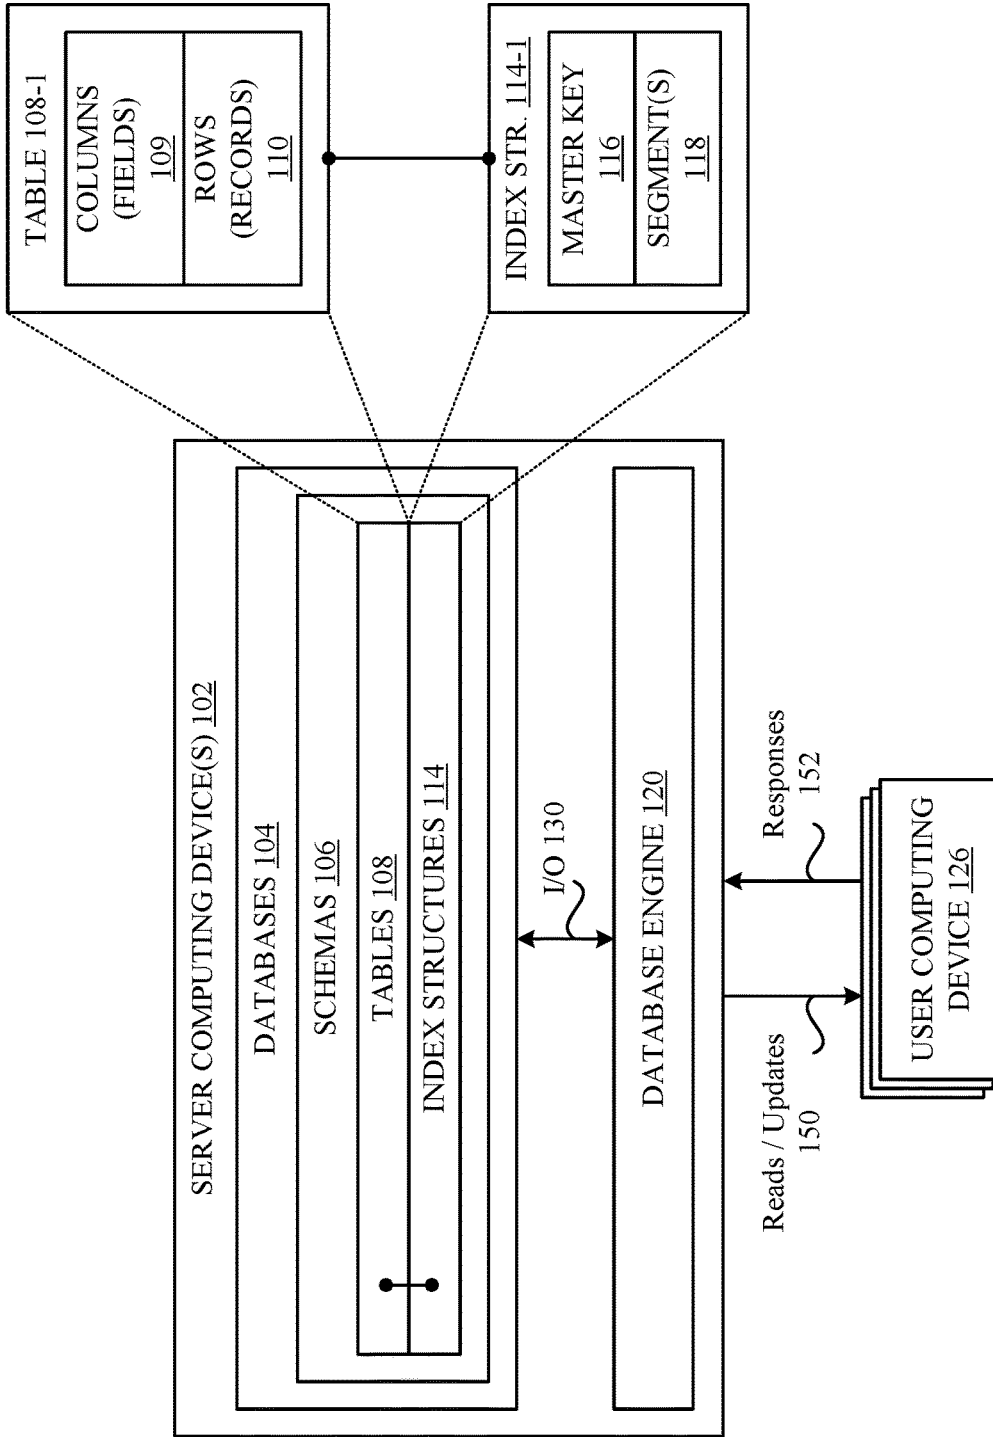 SERVER COMPUTING DEVICE(S) 102
DATABASES 104
SCHEMAS 106
TABLES 108
INDEX STRUCTURES 114
I/O 130
DATABASE ENGINE 120
Reads / Updates
150
Responses
152
USER COMPUTING
DEVICE 126
TABLE 108-1
COLUMNS
(FIELDS)
109
ROWS
(RECORDS)
110
INDEX STR. 114-1
MASTER KEY
116
SEGMENT(S)
118